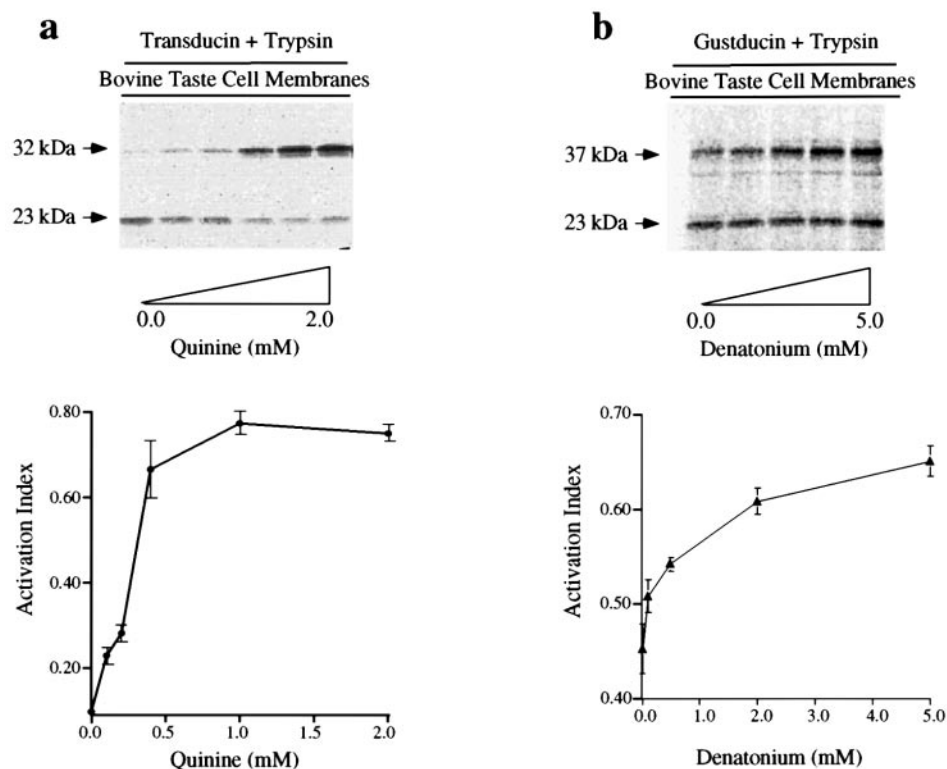 a
Transducin + Trypsin
Bovine Taste Cell Membranes
32 kDa
23 kDa
0.0 2.0
Quinine (mM)
0.80
0.60
0.40
0.20
Activation Index
0.0 0.5 1.0 1.5 2.0
Quinine (mM)
b
Gustducin + Trypsin
Bovine Taste Cell Membranes
37 kDa
23 kDa
0.0 5.0
Denatonium (mM)
0.70
0.60
0.50
0.40
Activation Index
0.0 1.0 2.0 3.0 4.0 5.0
Denatonium (mM)